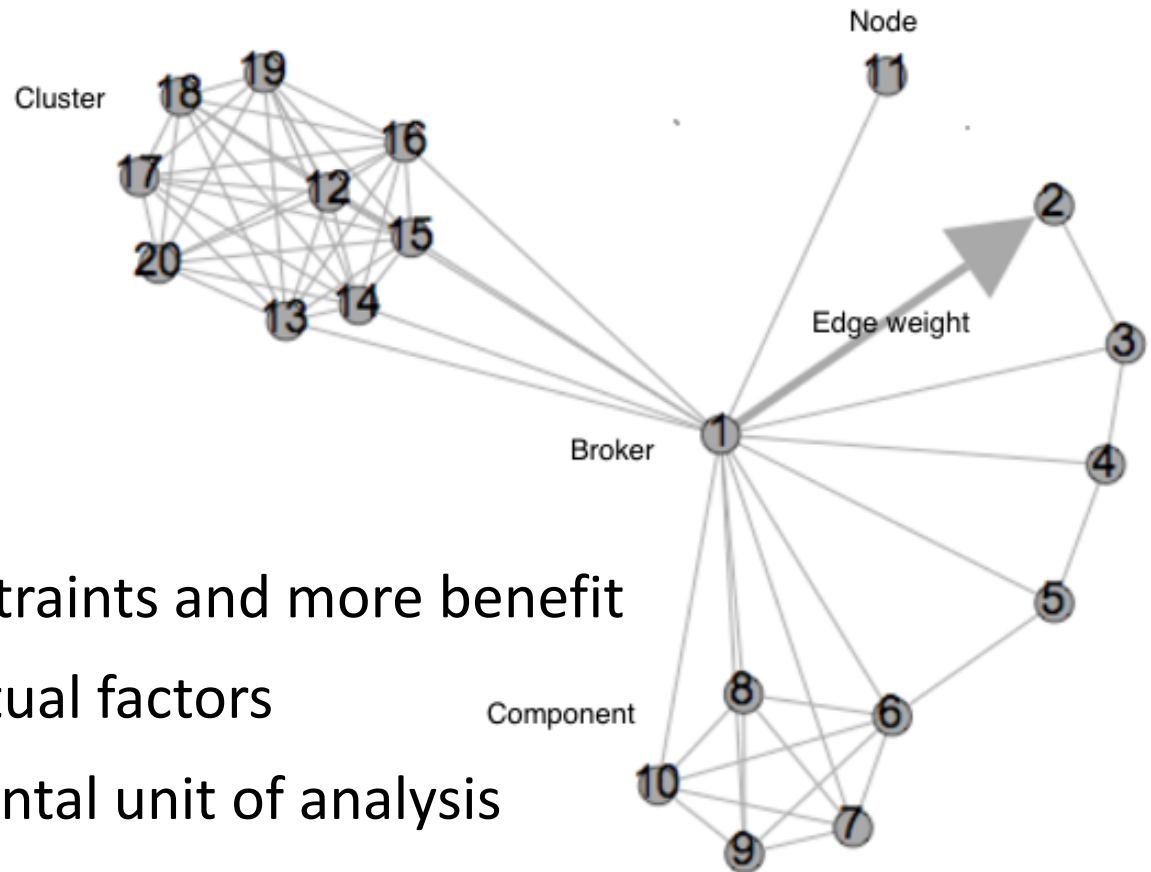 Node
11
19
Cluster
18
16
17
12
2
15
20
14
13
Edge weight
3
1
Broker
4
traints and more benefit
5
tual factors
8
Component
6
10
ntal unit of analysis
7
9